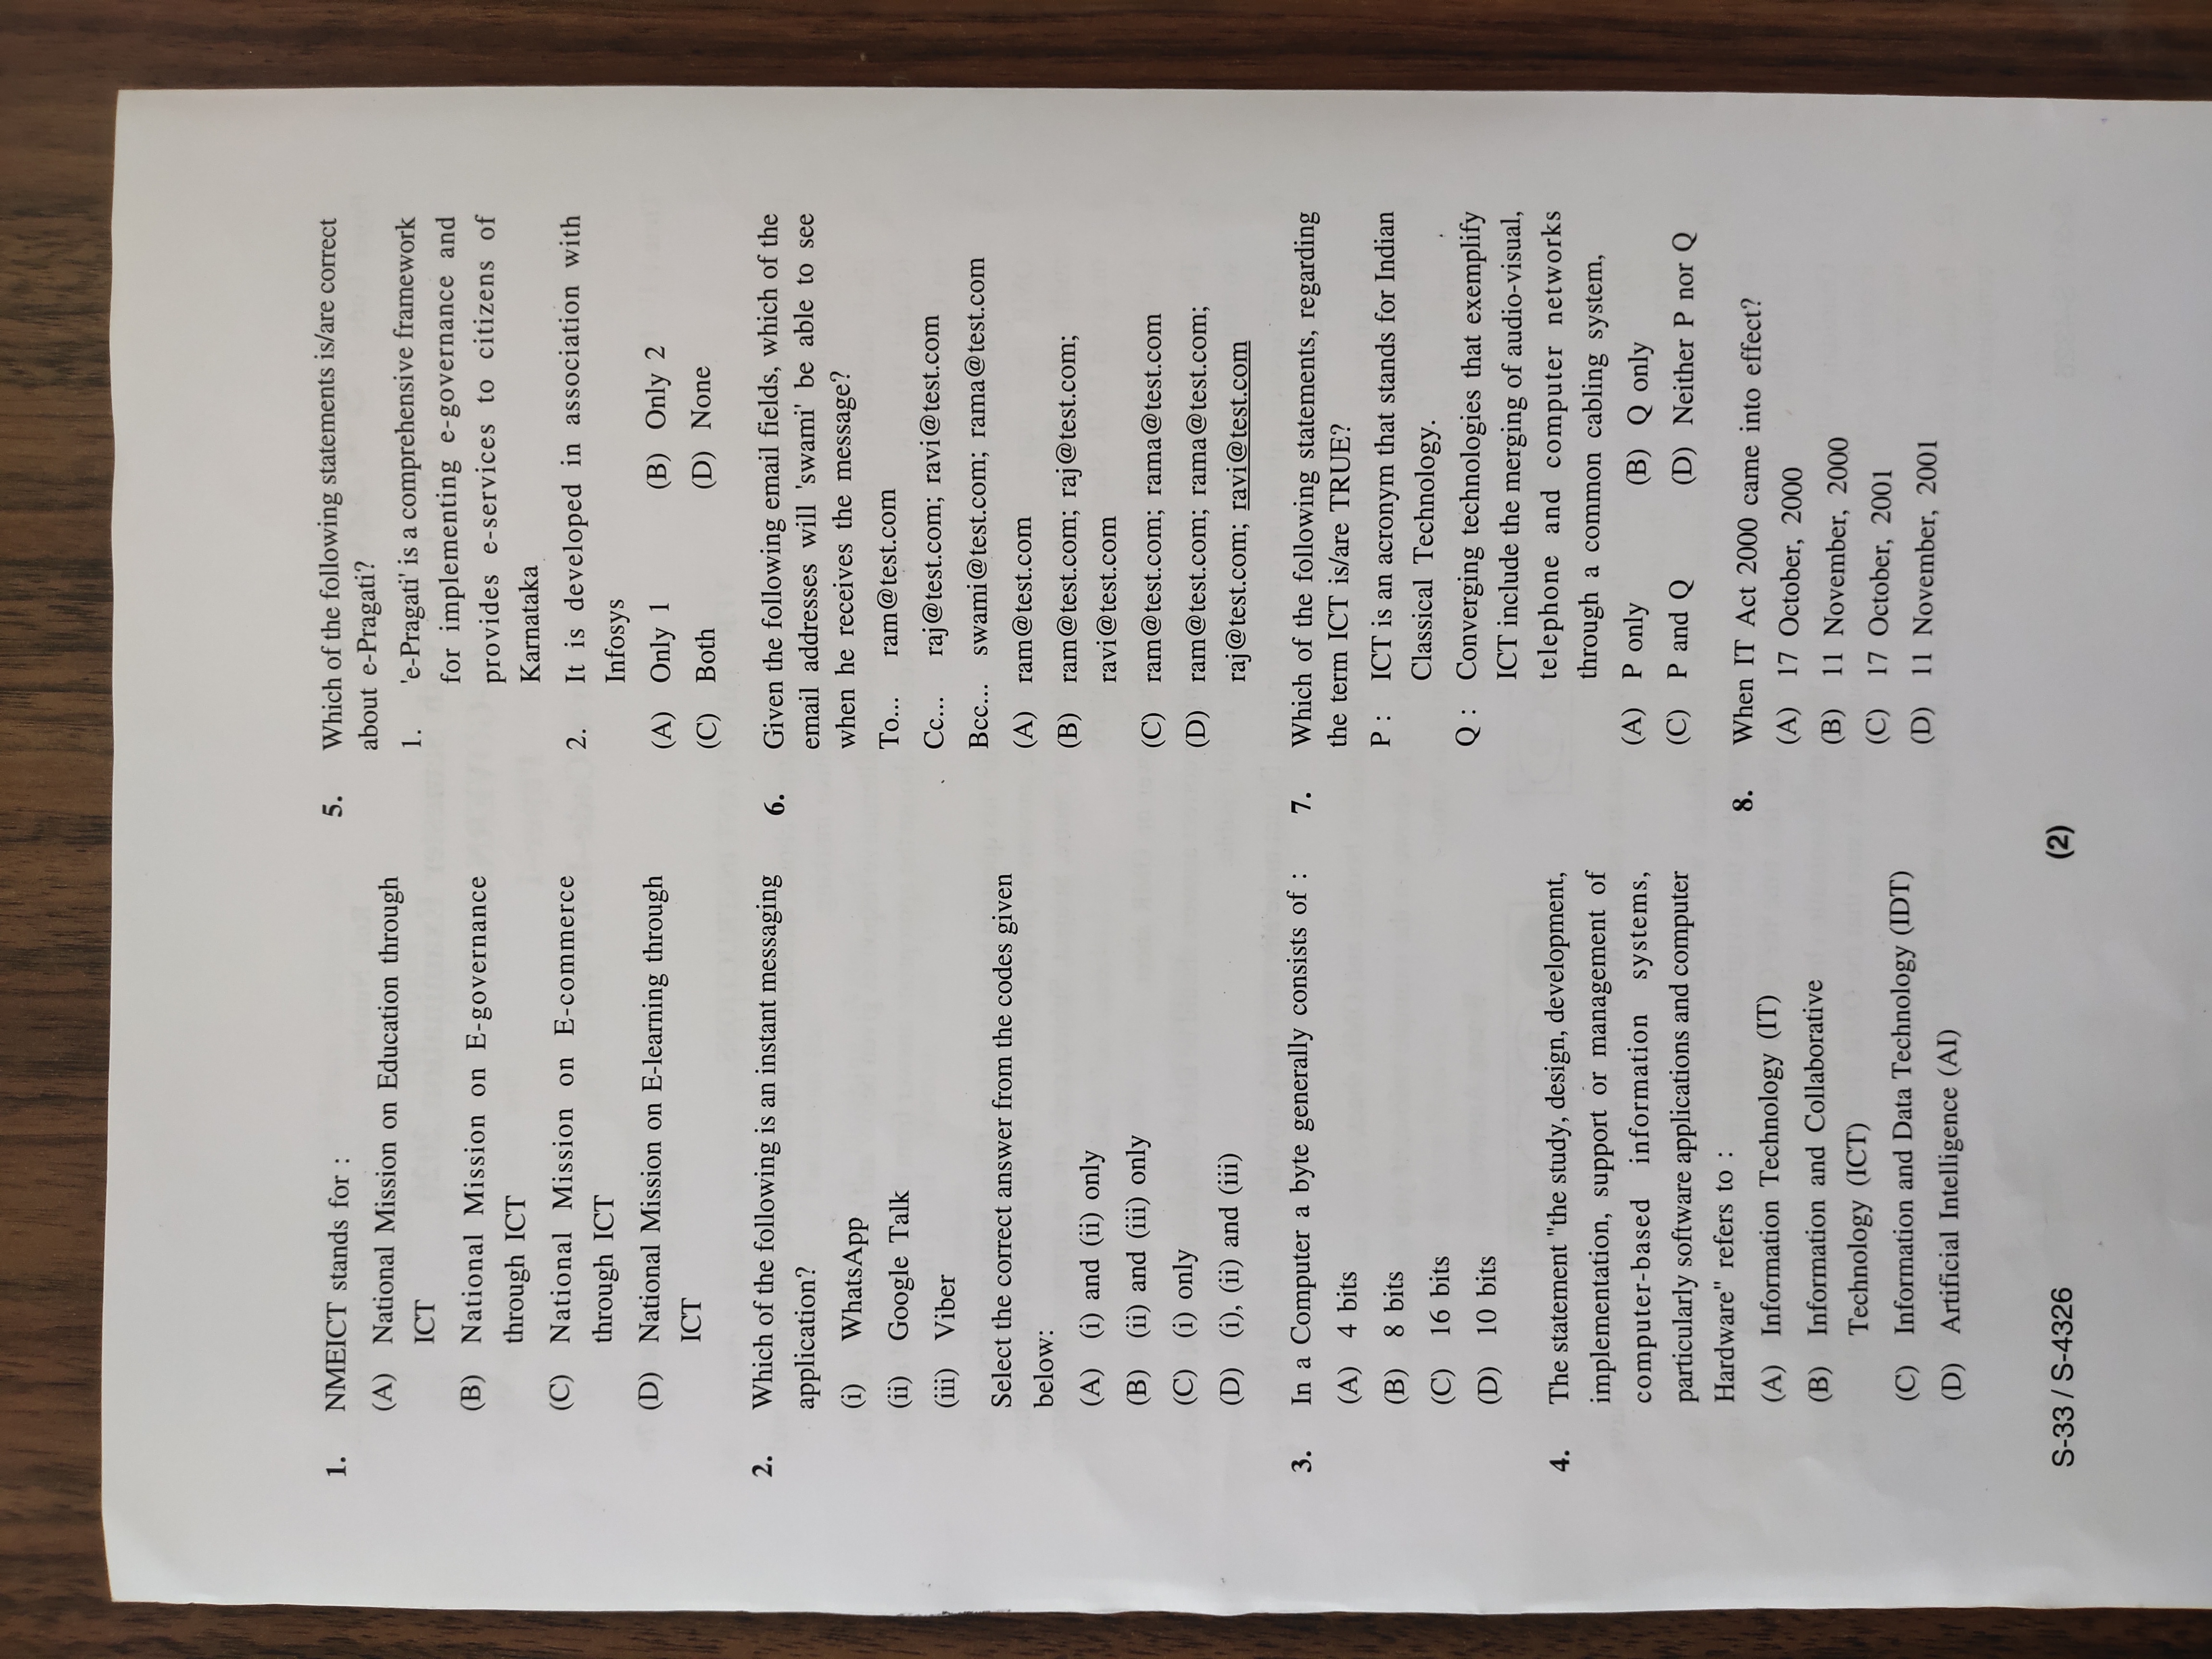 1. NMEICT stands for :
(A) National Mission on Education through
ICT
(B) National Mission on E-governance
through ICT
(C) National Mission on E-commerce
through ICT
(D) National Mission on E-learning through
ICT
2. Which of the following is an instant messaging
application?
(i) WhatsApp
(ii) Google Talk
(iii) Viber
Select the correct answer from the codes given
below:
(A) (i) and (ii) only
(B) (ii) and (iii) only
(C) (i) only
(D) (i), (ii) and (iii)
3. In a Computer a byte generally consists of :
(A) 4 bits
(B) 8 bits
(C) 16 bits
(D) 10 bits
4. The statement "the study, design, development,
implementation, support or management of
computer-based information systems,
particularly software applications and computer
Hardware" refers to :
(A) Information Technology (IT)
(B) Information and Collaborative
Technology (ICT)
(C) Information and Data Technology (IDT)
(D) Artificial Intelligence (AI)
5. Which of the following statements is/are correct
about e-Pragati?
1. 'e-Pragati' is a comprehensive framework
for implementing e-governance and
provides e-services to citizens of
Karnataka
2. It is developed in association with
Infosys
(A) Only 1 (B) Only 2
(C) Both (D) None
6. Given the following email fields, which of the
email addresses will 'swami' be able to see
when he receives the message?
To... ram@test.com
Cc... raj@test.com; ravi@test.com
Bcc... swami@test.com; rama@test.com
(A) ram@test.com
(B) ram@test.com; raj@test.com;
ravi@test.com
(C) ram@test.com; rama@test.com
(D) ram@test.com; rama@test.com;
raj@test.com; ravi@test.com
7. Which of the following statements, regarding
the term ICT is/are TRUE?
P : ICT is an acronym that stands for Indian
Classical Technology.
Q : Converging technologies that exemplify
ICT include the merging of audio-visual,
telephone and computer networks
through a common cabling system,
(A) P only (B) Q only
(C) P and Q (D) Neither P nor Q
8. When IT Act 2000 came into effect?
(A) 17 October, 2000
(B) 11 November, 2000
(C) 17 October, 2001
(D) 11 November, 2001
S-33 / S-4326 (2)